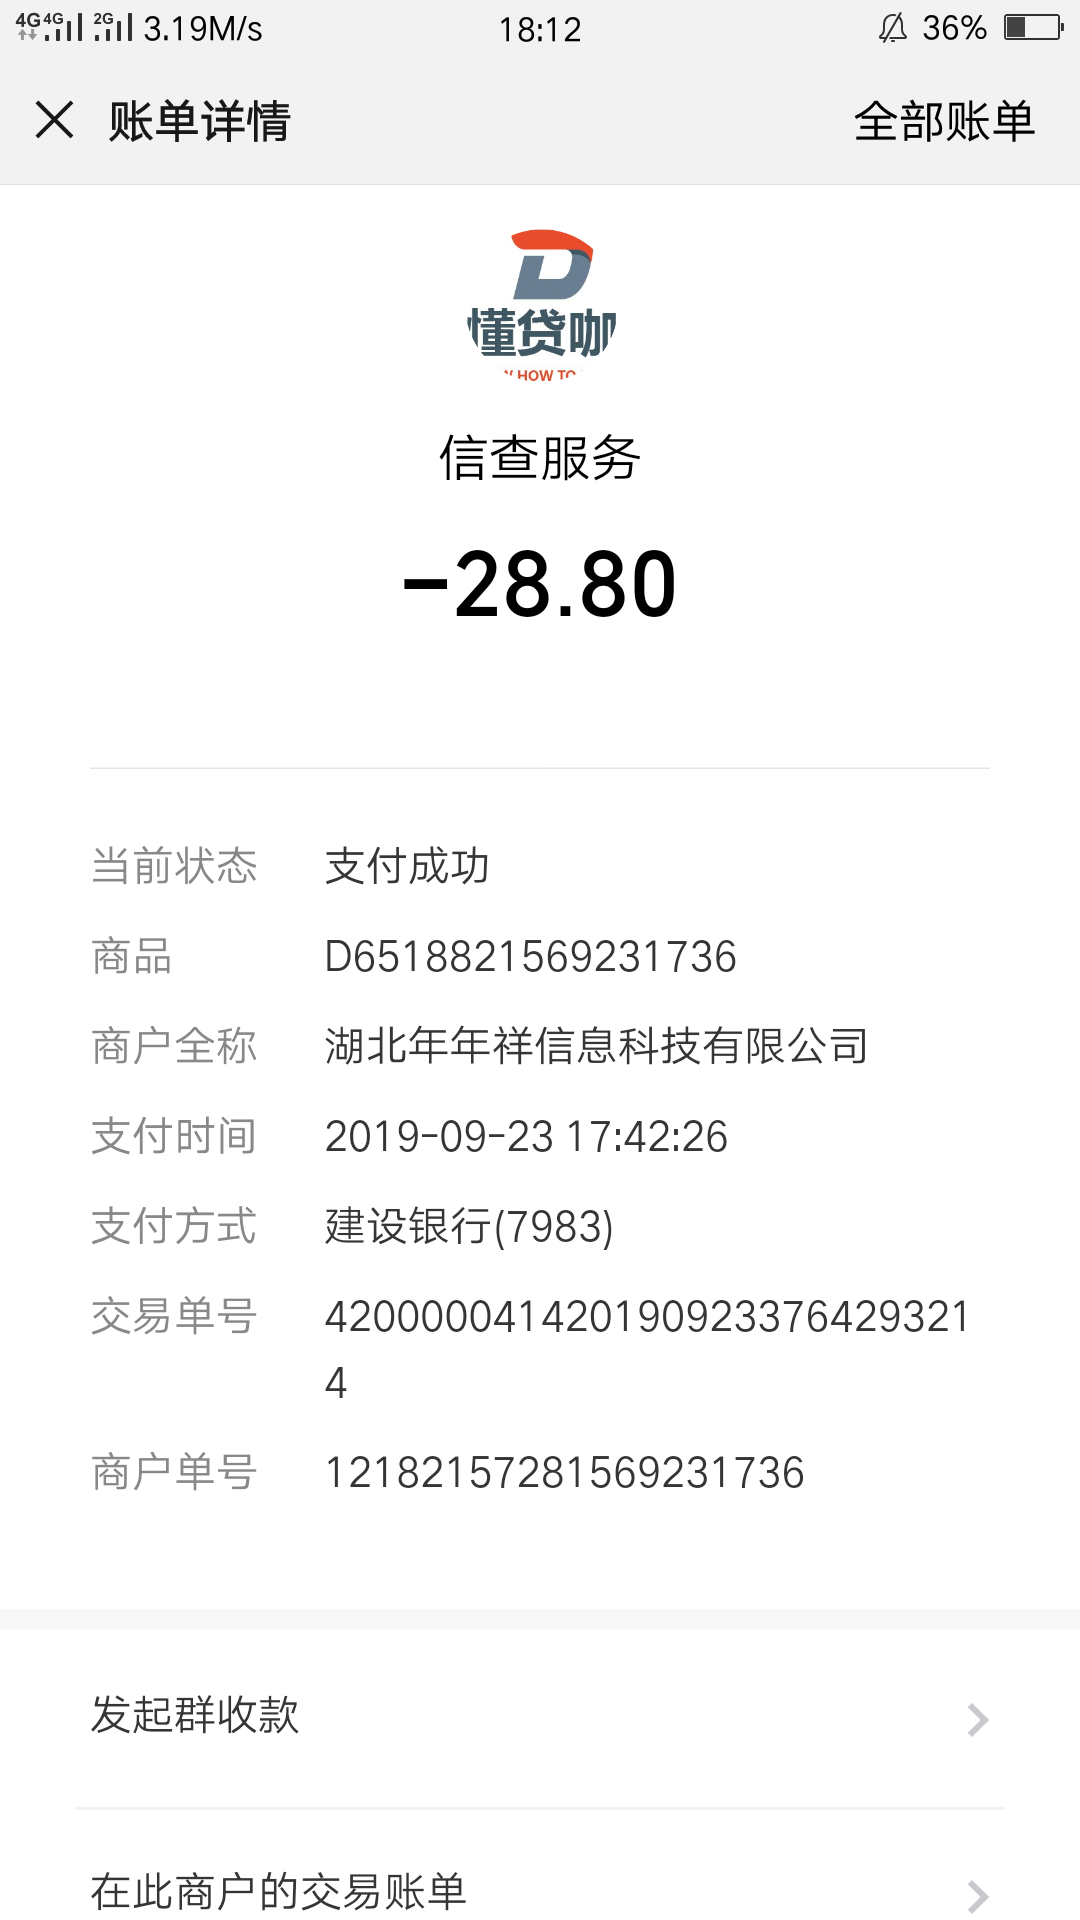 4G 4G 2G 3.19M/s 18:12 36%
账单详情 全部账单
懂贷咖
HOW TO
信查服务
-28.80
当前状态 支付成功
商品 D6518821569231736
商户全称 湖北年年祥信息科技有限公司
支付时间 2019-09-23 17:42:26
支付方式 建设银行(7983)
交易单号 420000041420190923376429321
4
商户单号 12182157281569231736
发起群收款
在此商户的交易账单